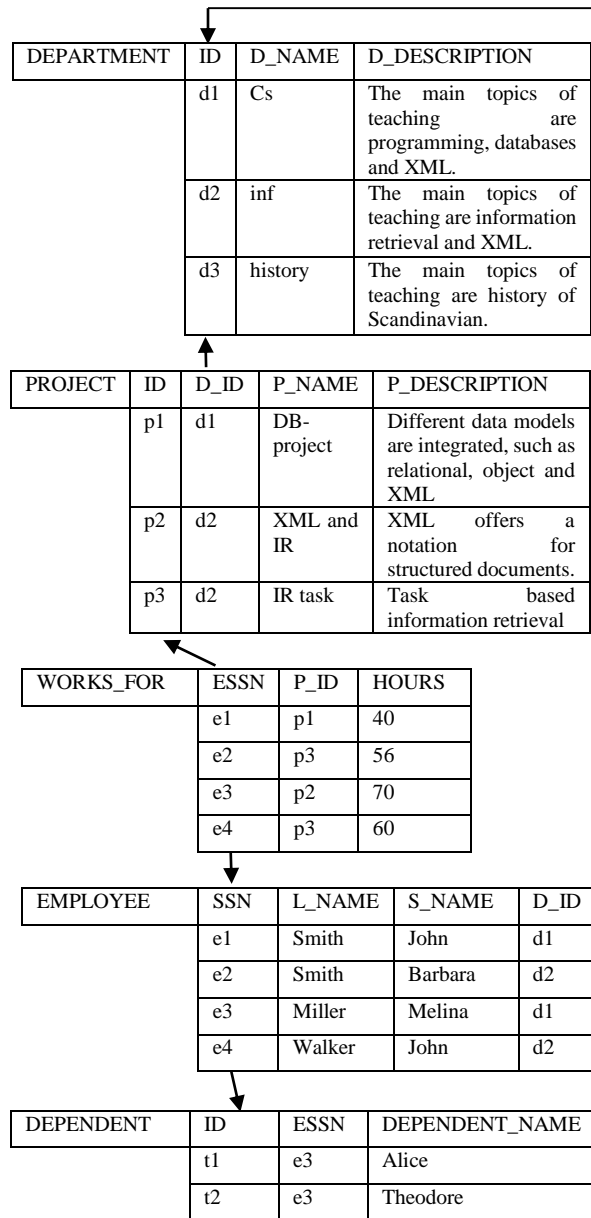 DEPARTMENT ID D_NAME D_DESCRIPTION
d1 Cs The main topics of
teaching are
programming, databases
and XML.
d2 inf The main topics of
teaching are information
retrieval and XML.
d3 history The main topics of
teaching are history of
Scandinavian.
PROJECT ID D_ID P_NAME P_DESCRIPTION
p1 d1 DB- Different data models
project are integrated, such as
relational, object and
XML
p2 d2 XML and XML offers a
IR notation for
structured documents.
p3 d2 IR task Task based
information retrieval
WORKS_FOR ESSN P_ID HOURS
e1 p1 40
e2 p3 56
e3 p2 70
e4 p3 60
EMPLOYEE SSN L_NAME S_NAME D_ID
e1 Smith John d1
e2 Smith Barbara d2
e3 Miller Melina d1
e4 Walker John d2
DEPENDENT ID ESSN DEPENDENT_NAME
t1 e3 Alice
t2 e3 Theodore